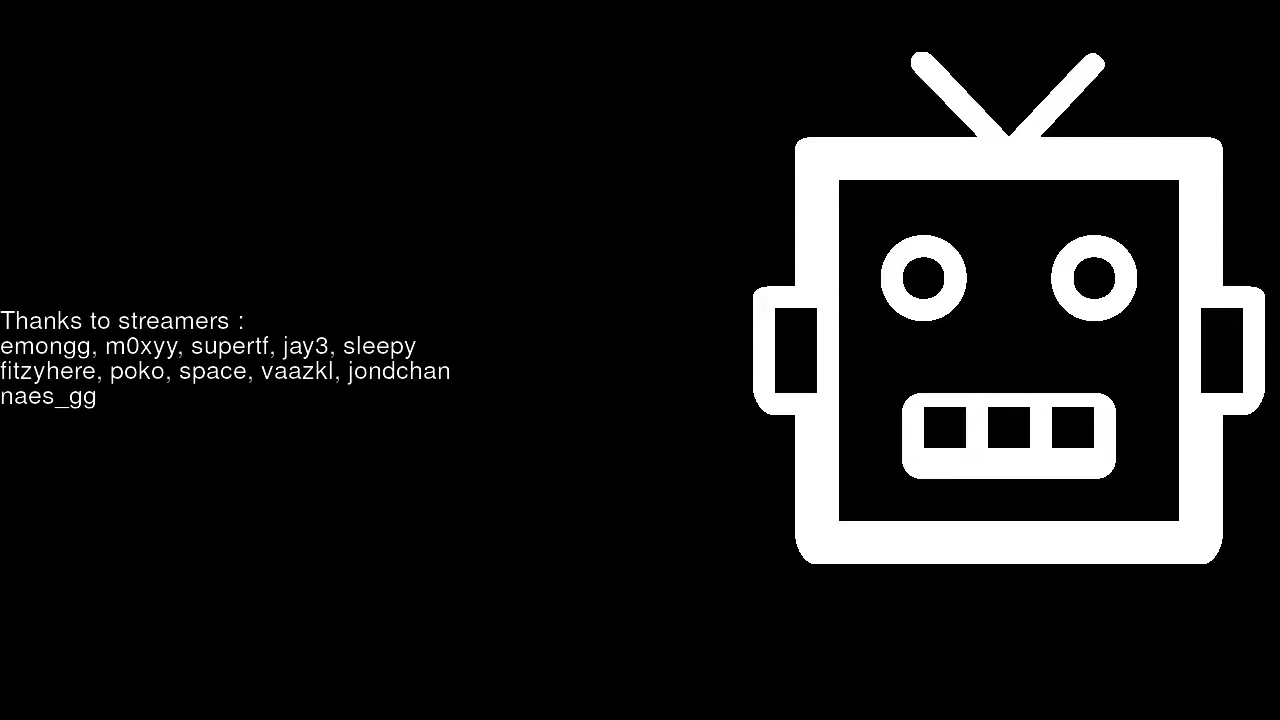 Thanks to streamers :
emongg, m0xyy, supertf, jay3, sleepy
fitzyhere, poko, space, vaazkl, jondchan
naes_gg